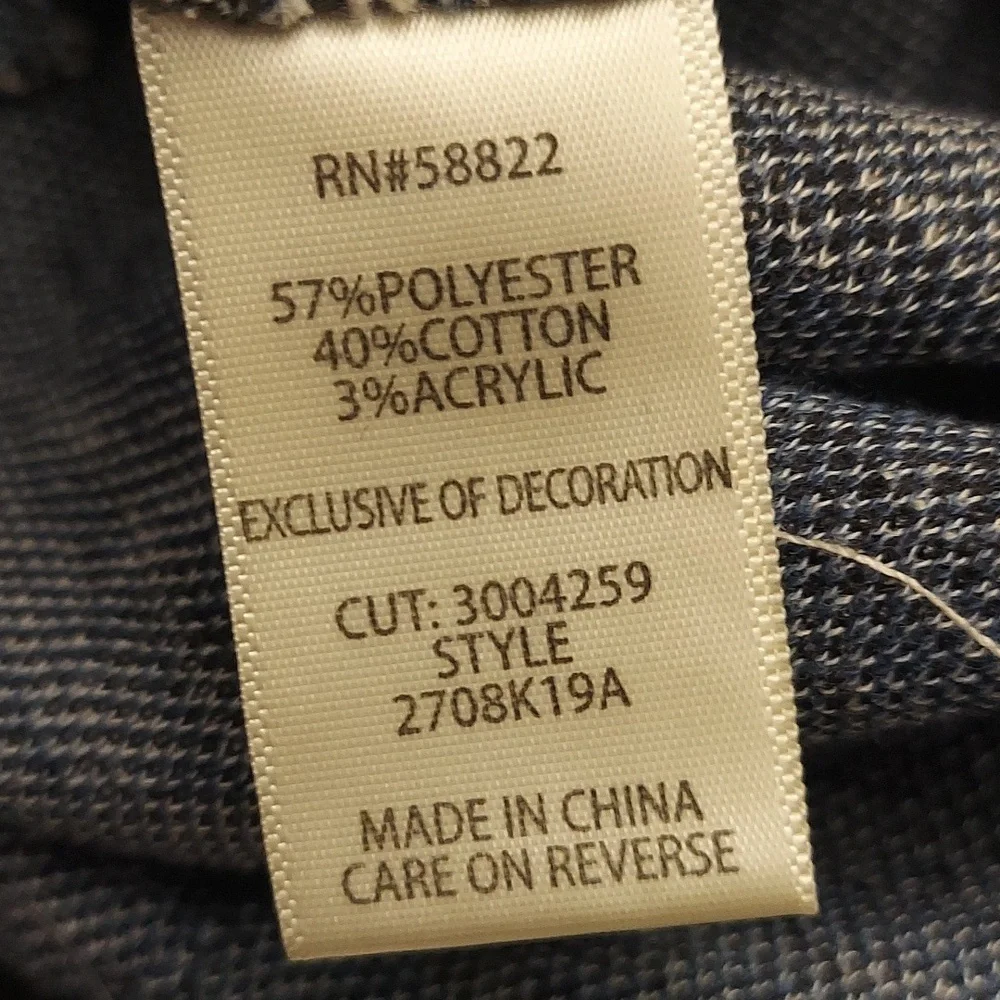 RN#58822
57%POLYESTER
40%COTTON
3%ACRYLIC
EXCLUSIVE OF DECORATION
CUT: 3004259
STYLE
2708K19A
MADE IN CHINA
CARE ON REVERSE